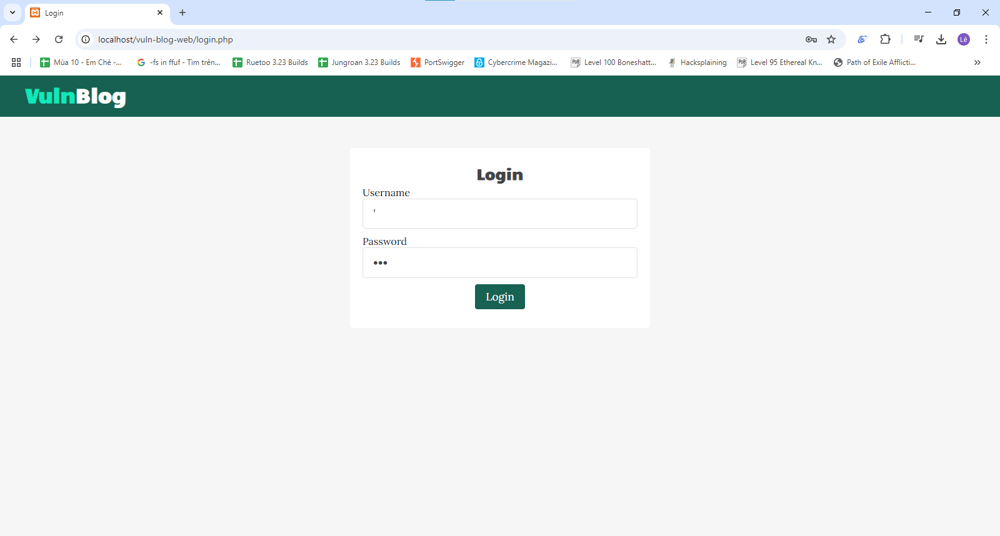 Login
localhost/vuln-blog-web/login.php
Lê
Mùa 10 - Em Chè -...
-fs in ffuf - Tìm trên...
Ruetoo 3.23 Builds
Jungroan 3.23 Builds
PortSwigger
Cybercrime Magazi...
PoB
Level 100 Boneshatt...
Hacksplaining
PoB
Level 95 Ethereal Kn...
Path of Exile Afflicti...
VulnBlog
Login
Username
'
Password
Login